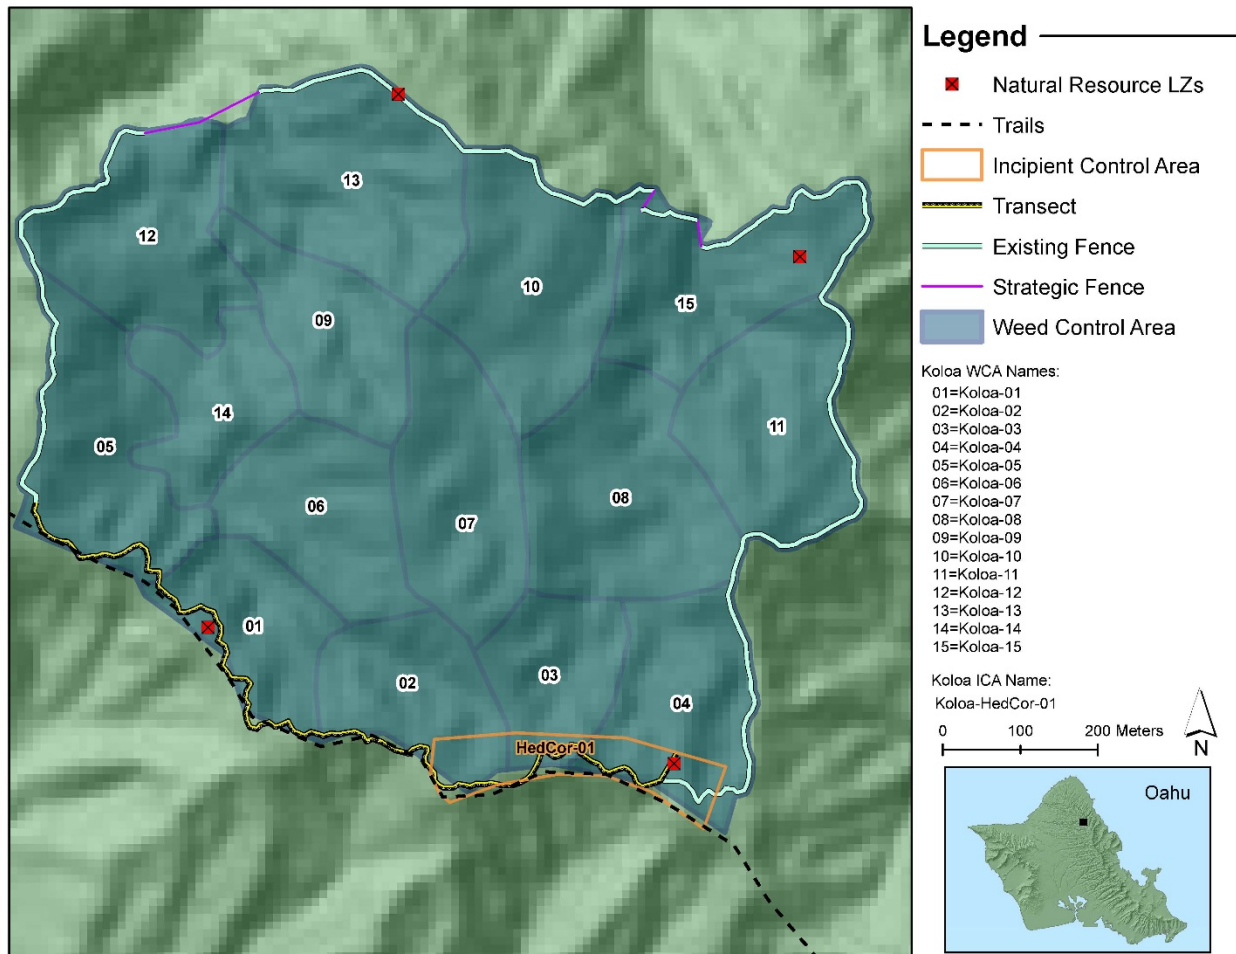 13
12
10
09
15
14
11
05
08
06
07
01
03
02
04
HedCor-01
Legend
Natural Resource LZs
Trails
Incipient Control Area
Transect
Existing Fence
Strategic Fence
Weed Control Area
Koloa WCA Names:
01=Koloa-01
02=Koloa-02
03=Koloa-03
04=Koloa-04
05=Koloa-05
06=Koloa-06
07=Koloa-07
08=Koloa-08
09=Koloa-09
10=Koloa-10
11=Koloa-11
12=Koloa-12
13=Koloa-13
14=Koloa-14
15=Koloa-15
Koloa ICA Name:
Koloa-HedCor-01
0 100 200 Meters
N
Oahu